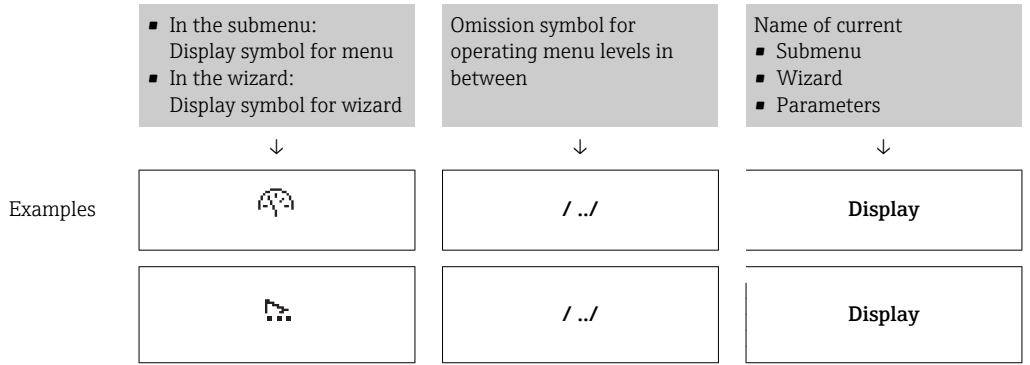 ▪ In the submenu:
Display symbol for menu
▪ In the wizard:
Display symbol for wizard
Omission symbol for
operating menu levels in
between
Name of current
▪ Submenu
▪ Wizard
▪ Parameters
Examples
/ ../
Display
/ ../
Display